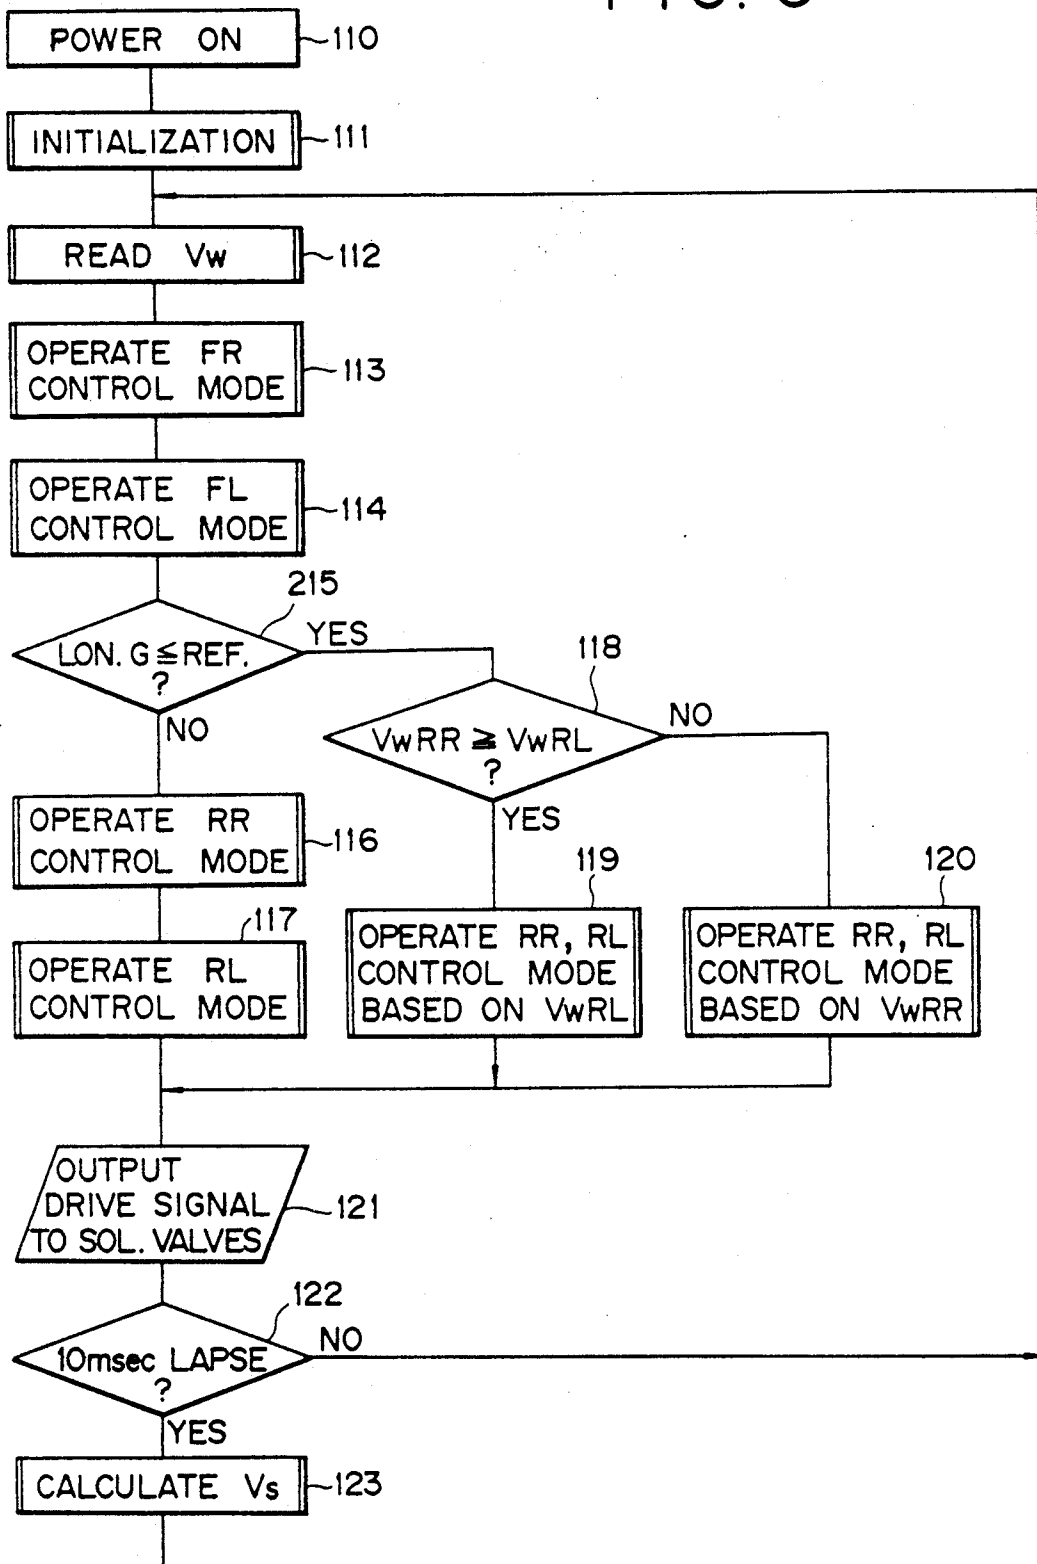 POWER ON
110
INITIALIZATION
111
READ Vw
112
OPERATE FR
CONTROL MODE
113
OPERATE FL
CONTROL MODE
114
215
LON. G ≦ REF.
?
YES
NO
118
VwRR ≧ VwRL
?
NO
YES
OPERATE RR
CONTROL MODE
116
117
OPERATE RL
CONTROL MODE
119
OPERATE RR, RL
CONTROL MODE
BASED ON VwRL
120
OPERATE RR, RL
CONTROL MODE
BASED ON VwRR
OUTPUT
DRIVE SIGNAL
TO SOL. VALVES
121
122
10msec LAPSE
?
NO
YES
CALCULATE Vs
123